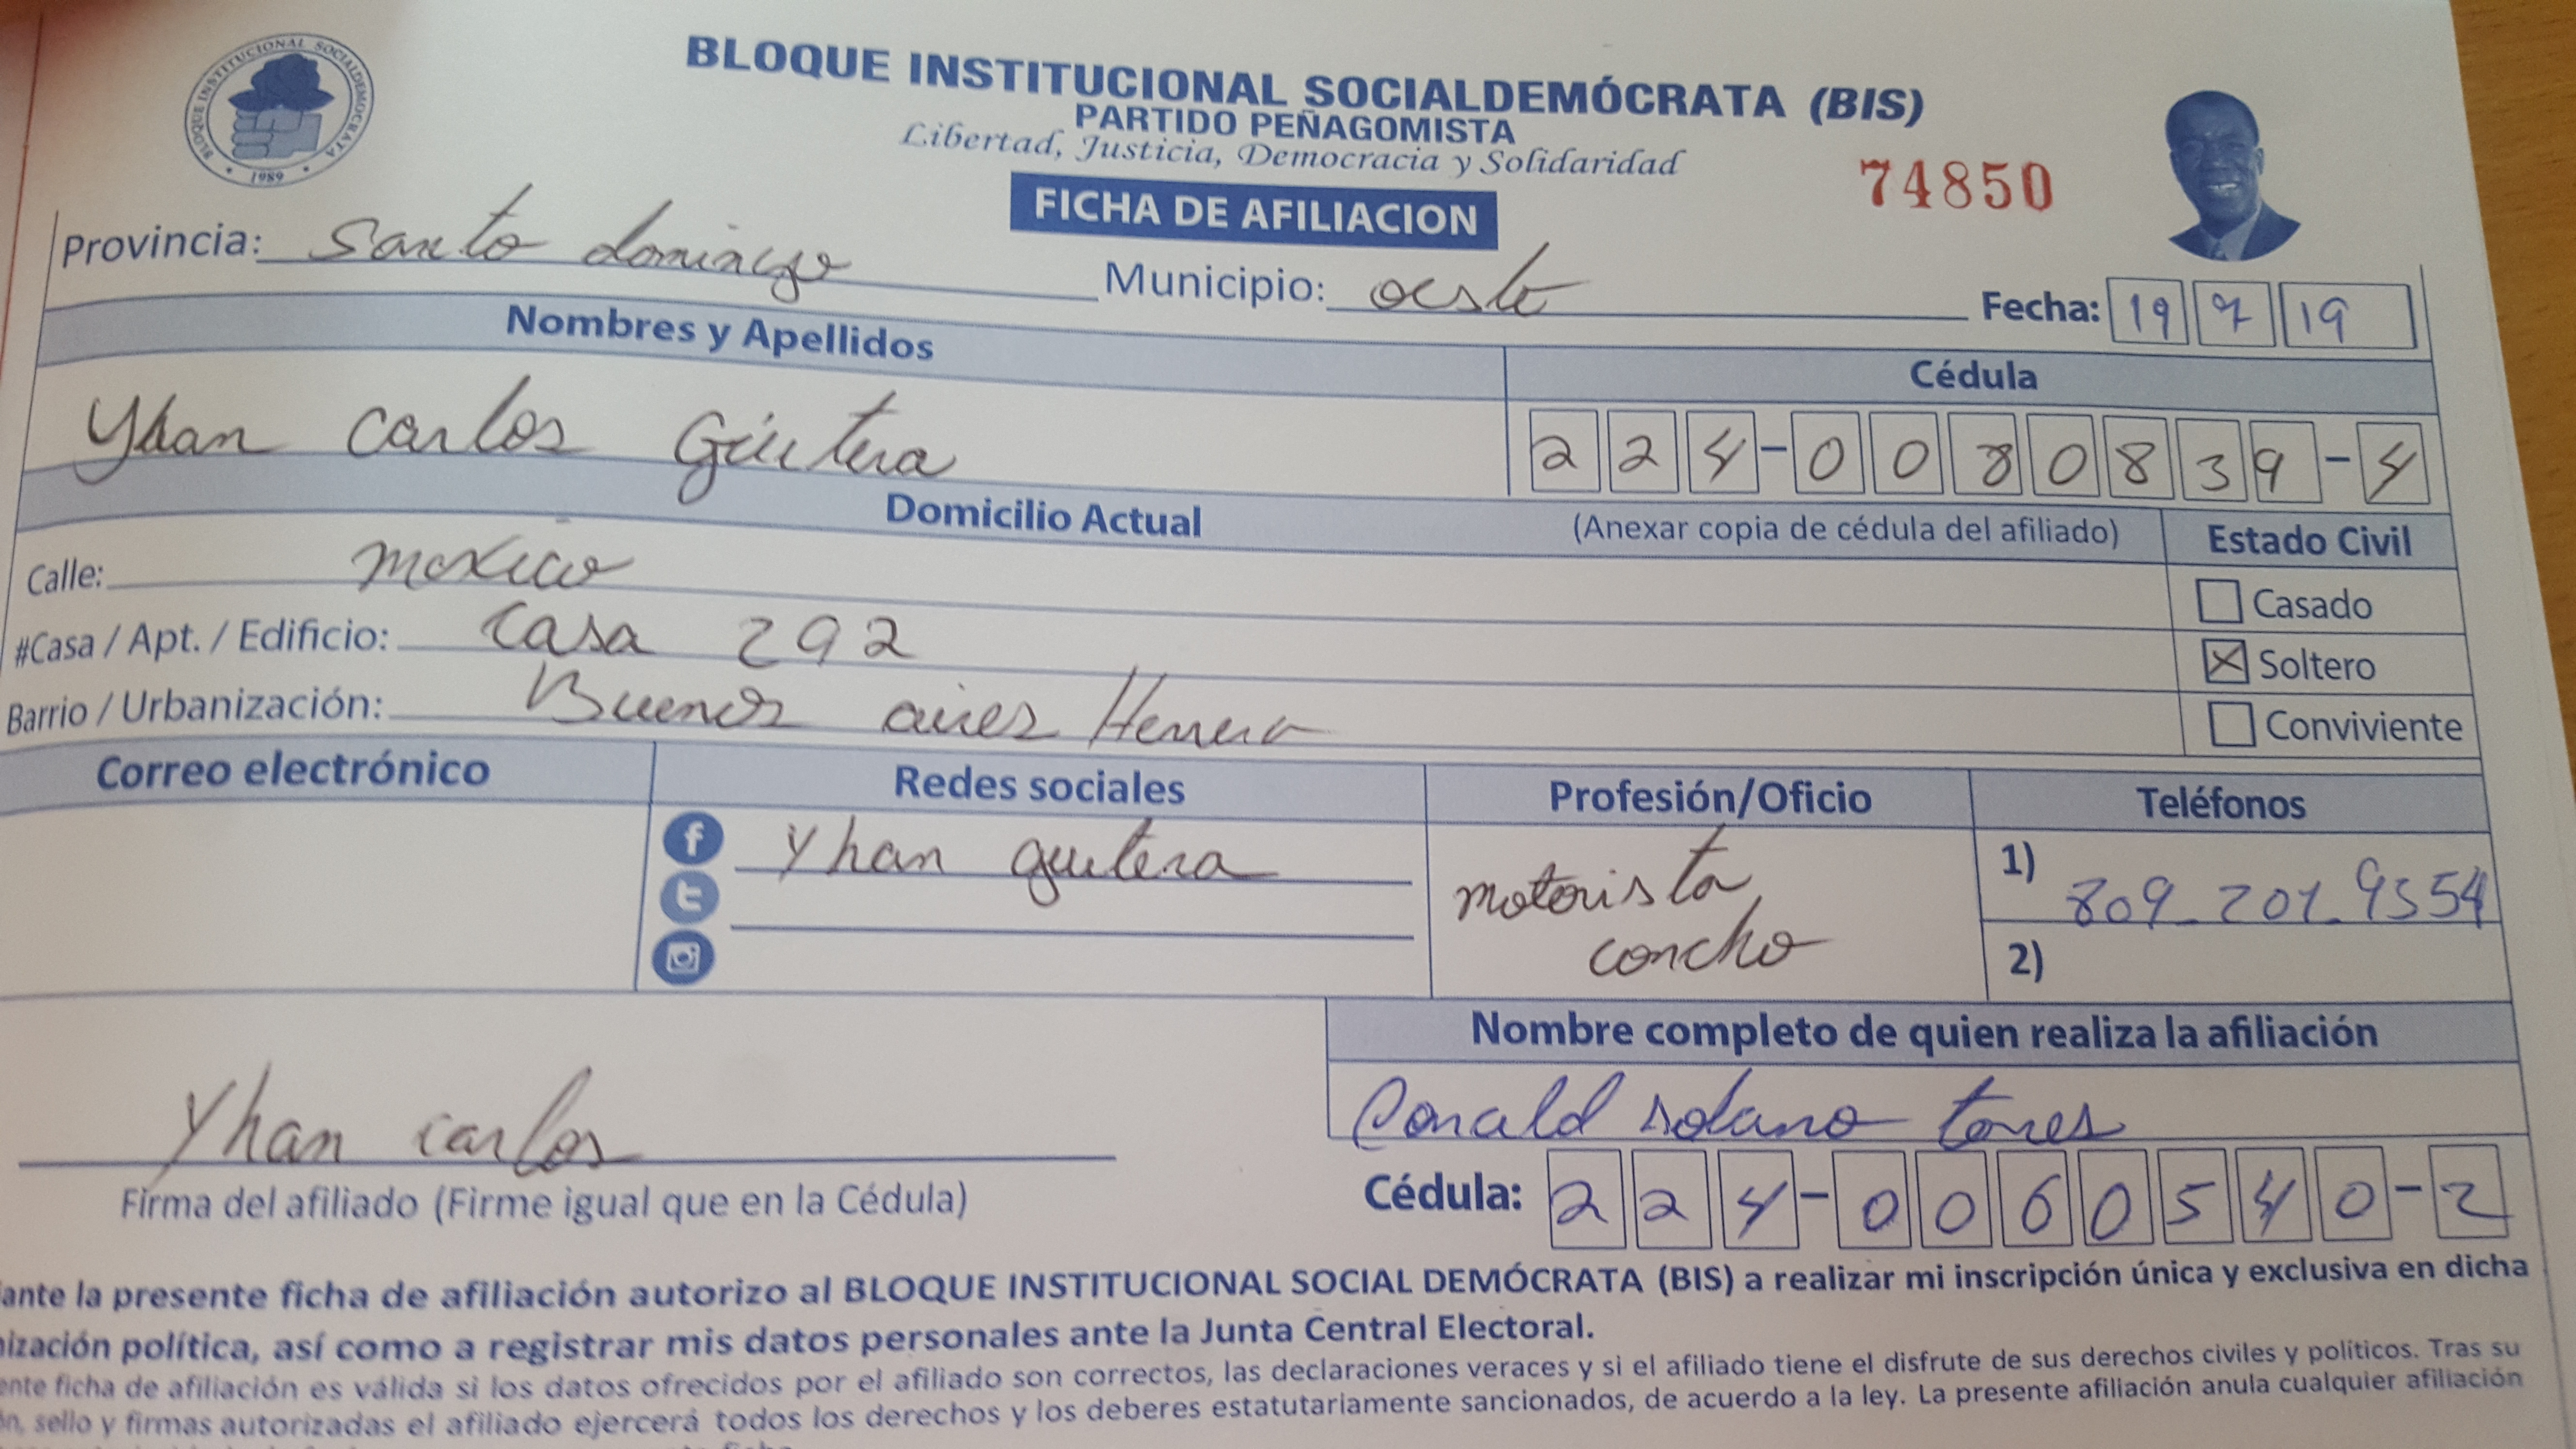 BLOQUE INSTITUCIONAL SOCIALDEMOCRATA
1989
BLOQUE INSTITUCIONAL SOCIALDEMÓCRATA (BIS)
PARTIDO PEÑAGOMISTA
Libertad, Justicia, Democracia y Solidaridad
74850
FICHA DE AFILIACION
Provincia: Santo domingo Municipio: oeste Fecha: 19 7 19
Nombres y Apellidos Cédula
Yhan Carlos Guitera 224-0080839-4
Domicilio Actual (Anexar copia de cédula del afiliado) Estado Civil
Calle: mexico
Casado
#Casa / Apt. / Edificio: Casa 292
Soltero
Barrio / Urbanización: Buenos aires Herrera
Conviviente
Correo electrónico Redes sociales Profesión/Oficio Teléfonos
Yhan guitera motorista 1) 809-201-9554
concho 2)
Nombre completo de quien realiza la afiliación
Yhan carlos Ronald solano torres
Firma del afiliado (Firme igual que en la Cédula) Cédula: 224-0060540-2
la presente ficha de afiliación autorizo al BLOQUE INSTITUCIONAL SOCIAL DEMÓCRATA (BIS) a realizar mi inscripción única y exclusiva en dicha
política, así como a registrar mis datos personales ante la Junta Central Electoral.
ficha de afiliación es válida si los datos ofrecidos por el afiliado son correctos, las declaraciones veraces y si el afiliado tiene el disfrute de sus derechos civiles y políticos. Tras su
sello y firmas autorizadas el afiliado ejercerá todos los derechos y los deberes estatutariamente sancionados, de acuerdo a la ley. La presente afiliación anula cualquier afiliación